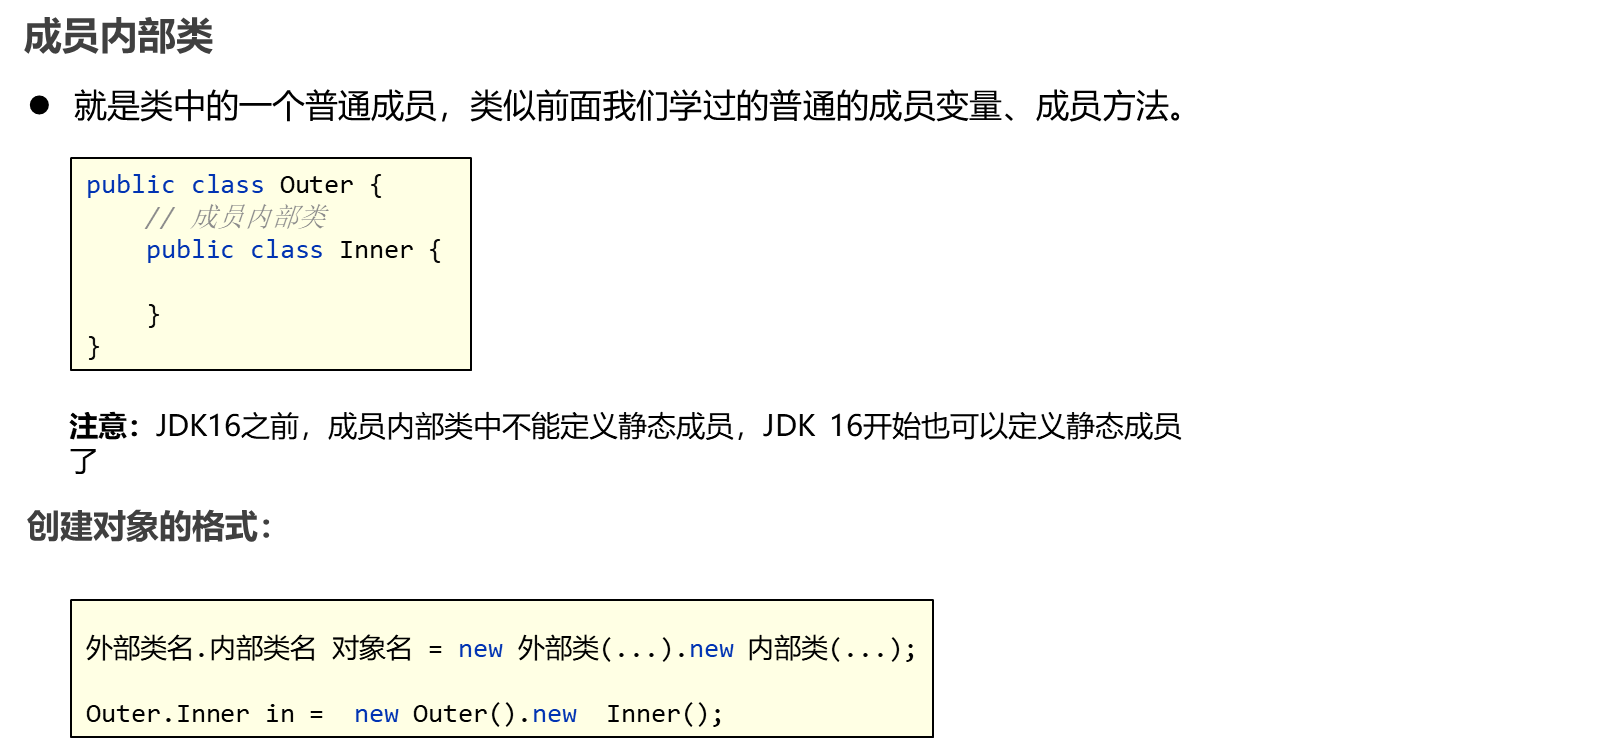 成员内部类
● 就是类中的一个普通成员，类似前面我们学过的普通的成员变量、成员方法。
public class Outer {
    // 成员内部类
    public class Inner {

    }
}
注意：JDK16之前，成员内部类中不能定义静态成员，JDK 16开始也可以定义静态成员
了
创建对象的格式：
外部类名.内部类名 对象名 = new 外部类(...).new 内部类(...);
Outer.Inner in =  new Outer().new  Inner();